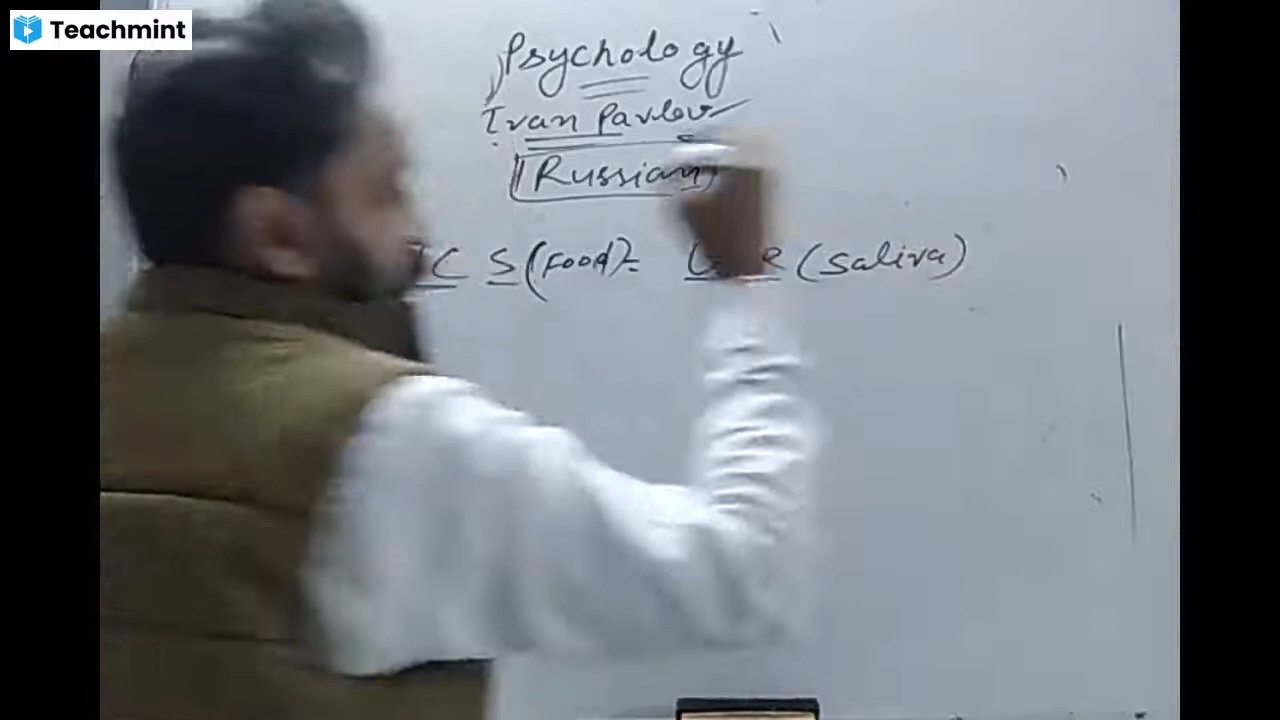 Teachmint
Psychology
Ivan Pavlov
Russian
C S (Food):- (saliva)